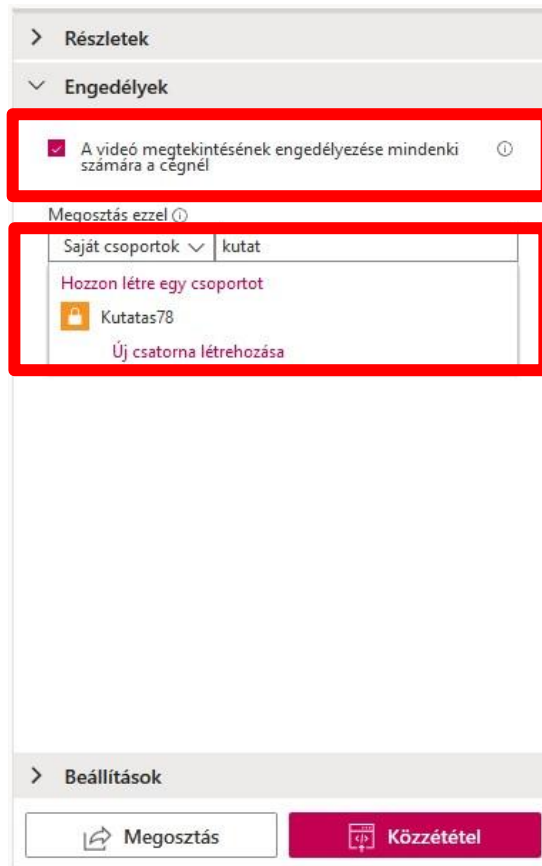 Részletek
Engedélyek
A videó megtekintésének engedélyezése mindenki
számára a cégnél
Megosztás ezzel
Saját csoportok kutat
Hozzon létre egy csoportot
Kutatas78
Új csatorna létrehozása
Beállítások
Megosztás Közzététel